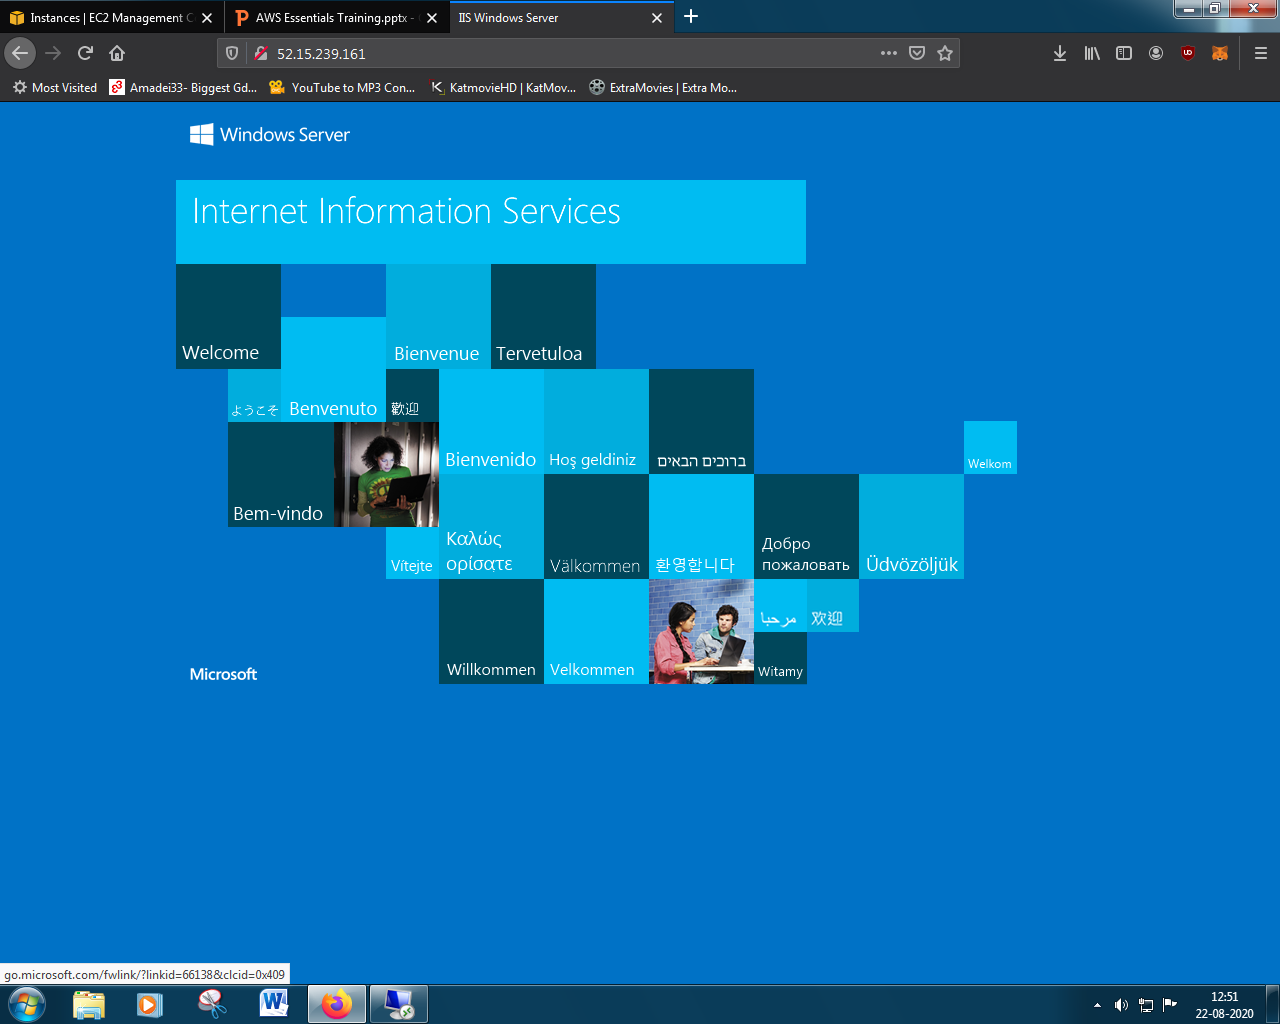 Instances | EC2 Management C
AWS Essentials Training.pptx -
IIS Windows Server
52.15.239.161
Most Visited
Amadei33- Biggest Gd...
YouTube to MP3 Con...
KatmovieHD | KatMov...
ExtraMovies | Extra Mo...
Windows Server
Internet Information Services
Welcome
Bienvenue
Tervetuloa
ようこそ
Benvenuto
歡迎
Bienvenido
Hoş geldiniz
ברוכים הבאים
Welkom
Bem-vindo
Vítejte
Καλώς
ορίσατε
Välkommen
환영합니다
Добро
пожаловать
Üdvözöljük
مرحبا
欢迎
Microsoft
Willkommen
Velkommen
Witamy
go.microsoft.com/fwlink/?linkid=66138&clcid=0x409
12:51
22-08-2020